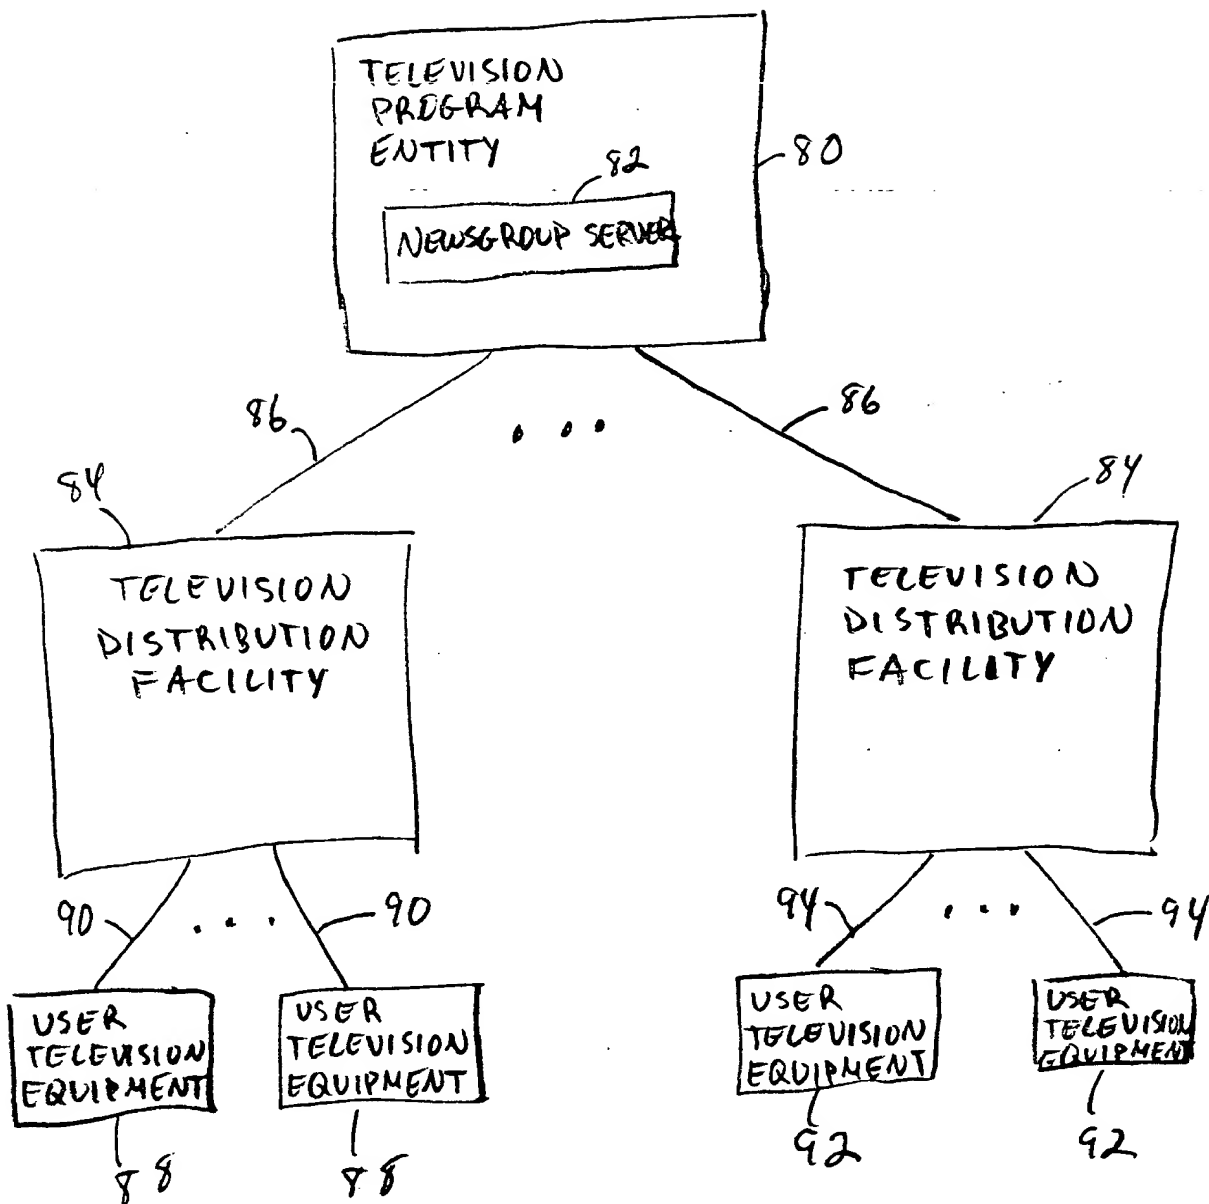 TELEVISION
PROGRAM
ENTITY
80
82
NEWSGROUP SERVER
86
86
84
84
TELEVISION
DISTRIBUTION
FACILITY
TELEVISION
DISTRIBUTION
FACILITY
90
...
90
94
...
94
USER
TELEVISION
EQUIPMENT
USER
TELEVISION
EQUIPMENT
USER
TELEVISION
EQUIPMENT
USER
TELEVISION
EQUIPMENT
88
88
92
92